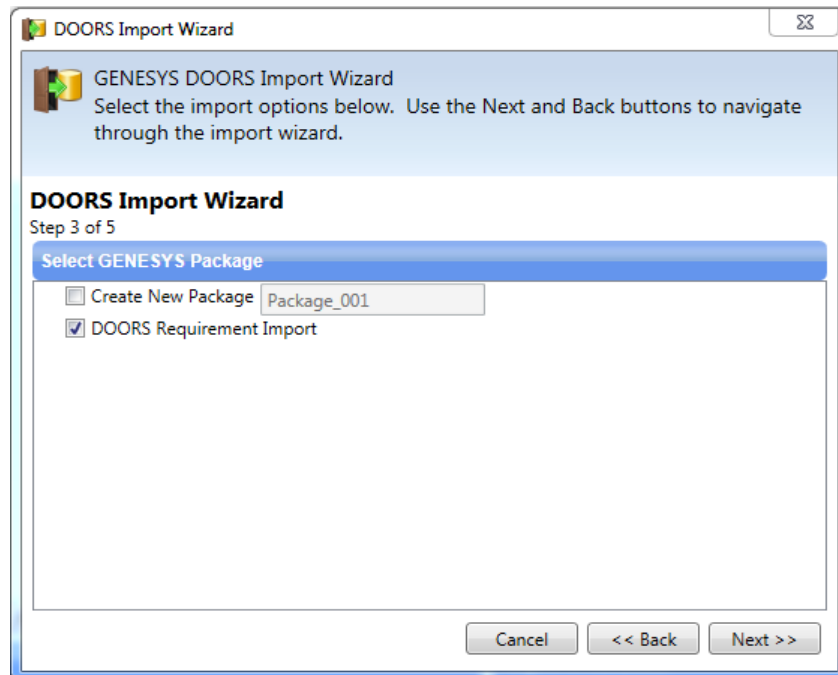 DOORS Import Wizard
GENESYS DOORS Import Wizard
Select the import options below.  Use the Next and Back buttons to navigate
through the import wizard.
DOORS Import Wizard
Step 3 of 5
Select GENESYS Package
Create New Package Package_001
DOORS Requirement Import
Cancel << Back Next >>